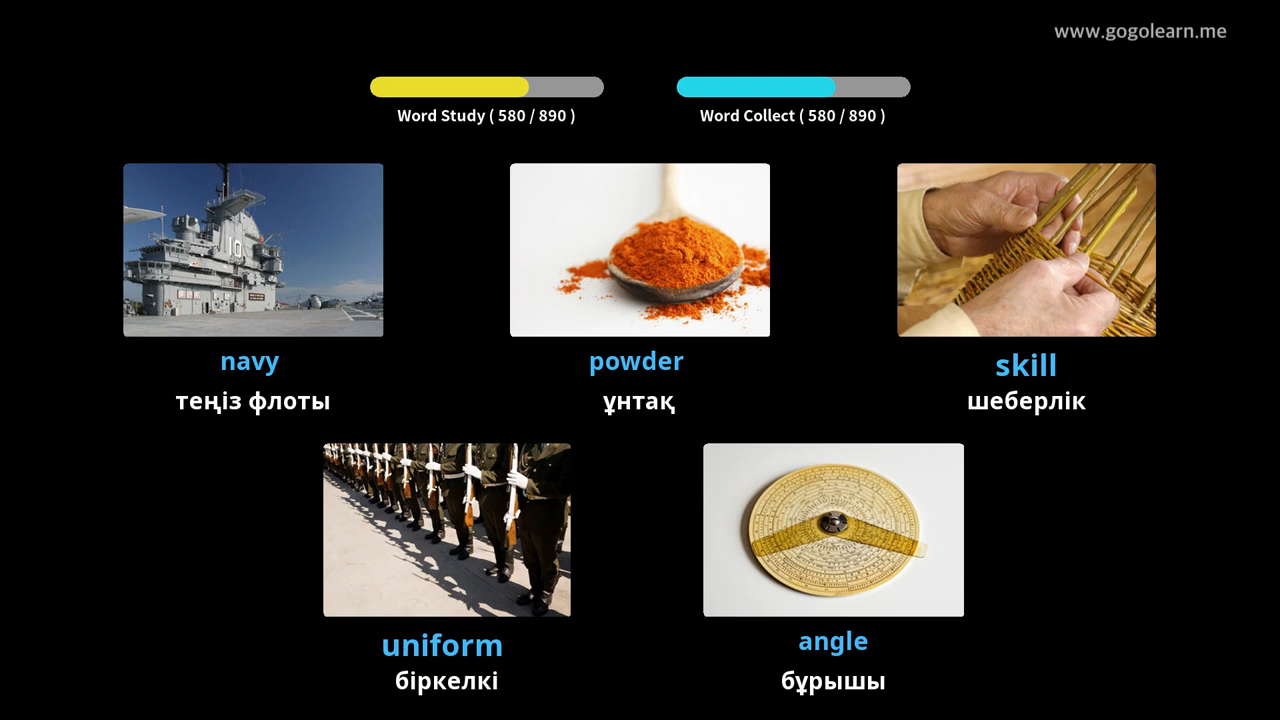 www.gogolearn.me
Word Study ( 580 / 890 )
Word Collect ( 580 / 890 )
10
navy
теңіз флоты
powder
ұнтақ
skill
шеберлік
uniform
біркелкі
angle
бұрышы